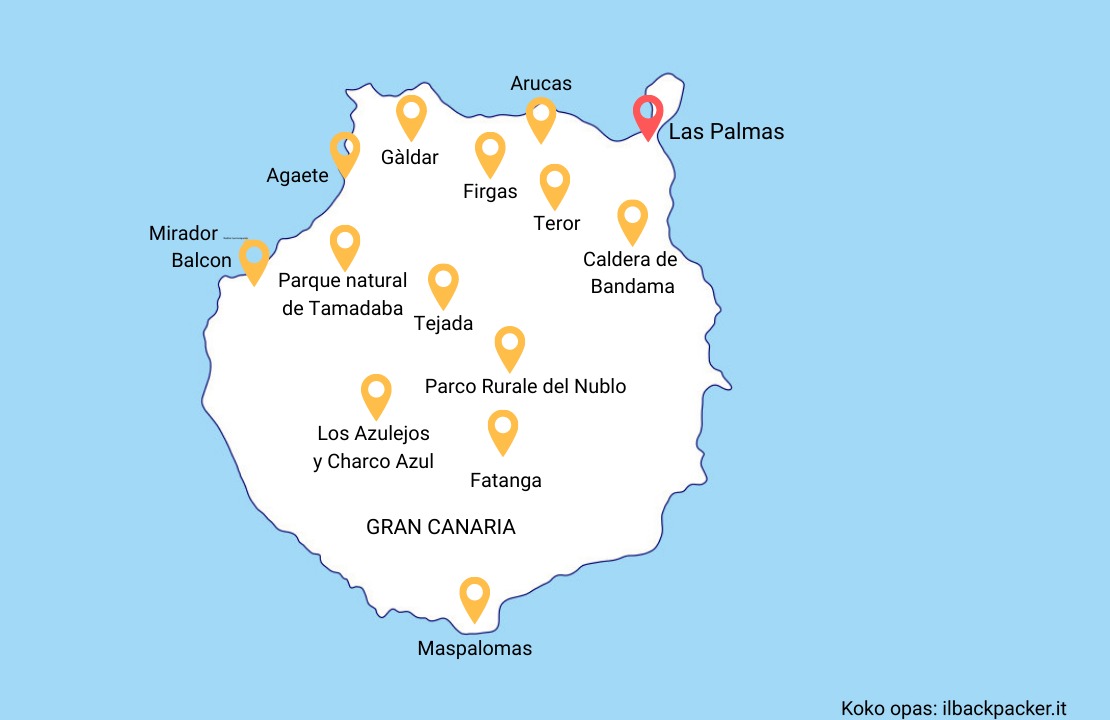 Arucas
Las Palmas
Gàldar
Agaete
Firgas
Teror
Mirador
Balcon
Caldera de
Bandama
Parque natural
de Tamadaba
Tejada
Parco Rurale del Nublo
Los Azulejos
y Charco Azul
Fatanga
GRAN CANARIA
Maspalomas
Koko opas: ilbackpacker.it